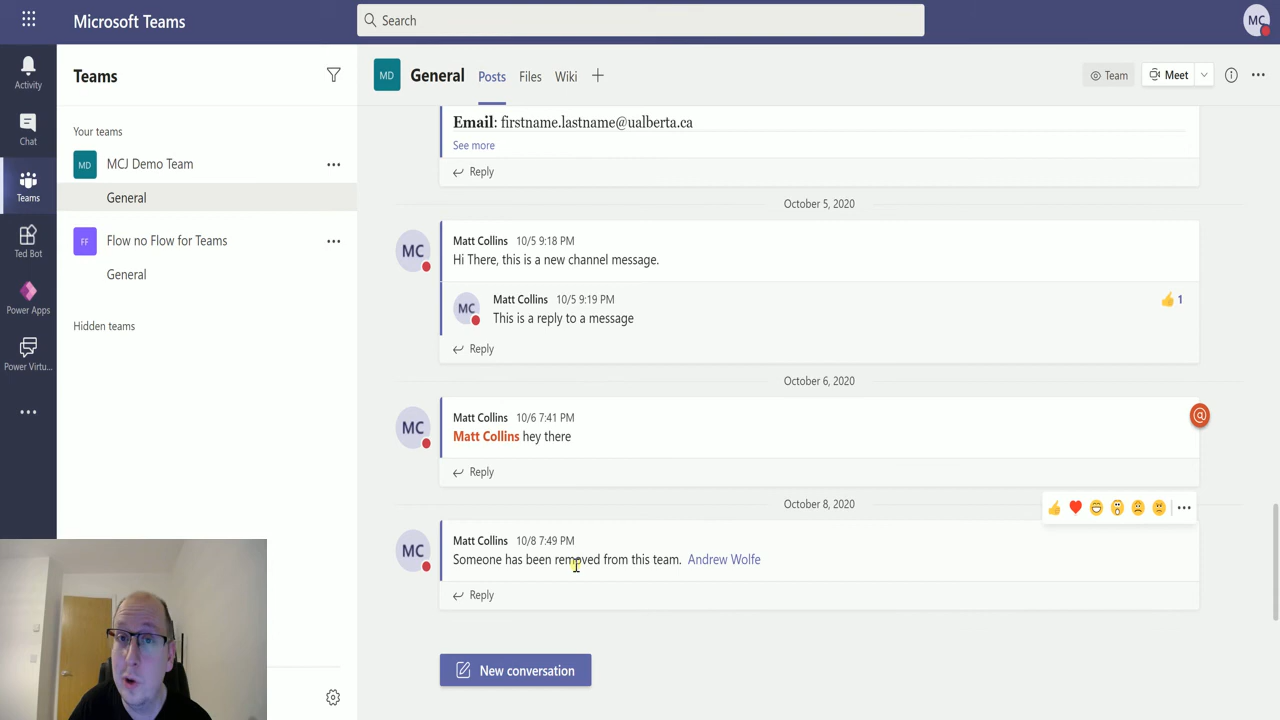 Microsoft Teams
Search
MC
Activity
Chat
Teams
Ted Bot
Power Apps
Power Virtu...
Teams
Your teams
MD
MCJ Demo Team
General
FF
Flow no Flow for Teams
General
Hidden teams
MD
General
Posts
Files
Wiki
Team
Meet
Email: firstname.lastname@ualberta.ca
See more
Reply
October 5, 2020
MC
Matt Collins 10/5 9:18 PM
Hi There, this is a new channel message.
MC
Matt Collins 10/5 9:19 PM
1
This is a reply to a message
Reply
October 6, 2020
MC
Matt Collins 10/6 7:41 PM
@
Matt Collins hey there
Reply
October 8, 2020
MC
Matt Collins 10/8 7:49 PM
Someone has been removed from this team. Andrew Wolfe
Reply
New conversation